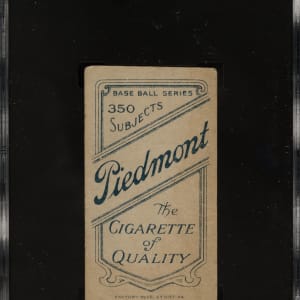 BASE BALL SERIES
350
SUBJECTS
Piedmont
The
CIGARETTE
of
QUALITY